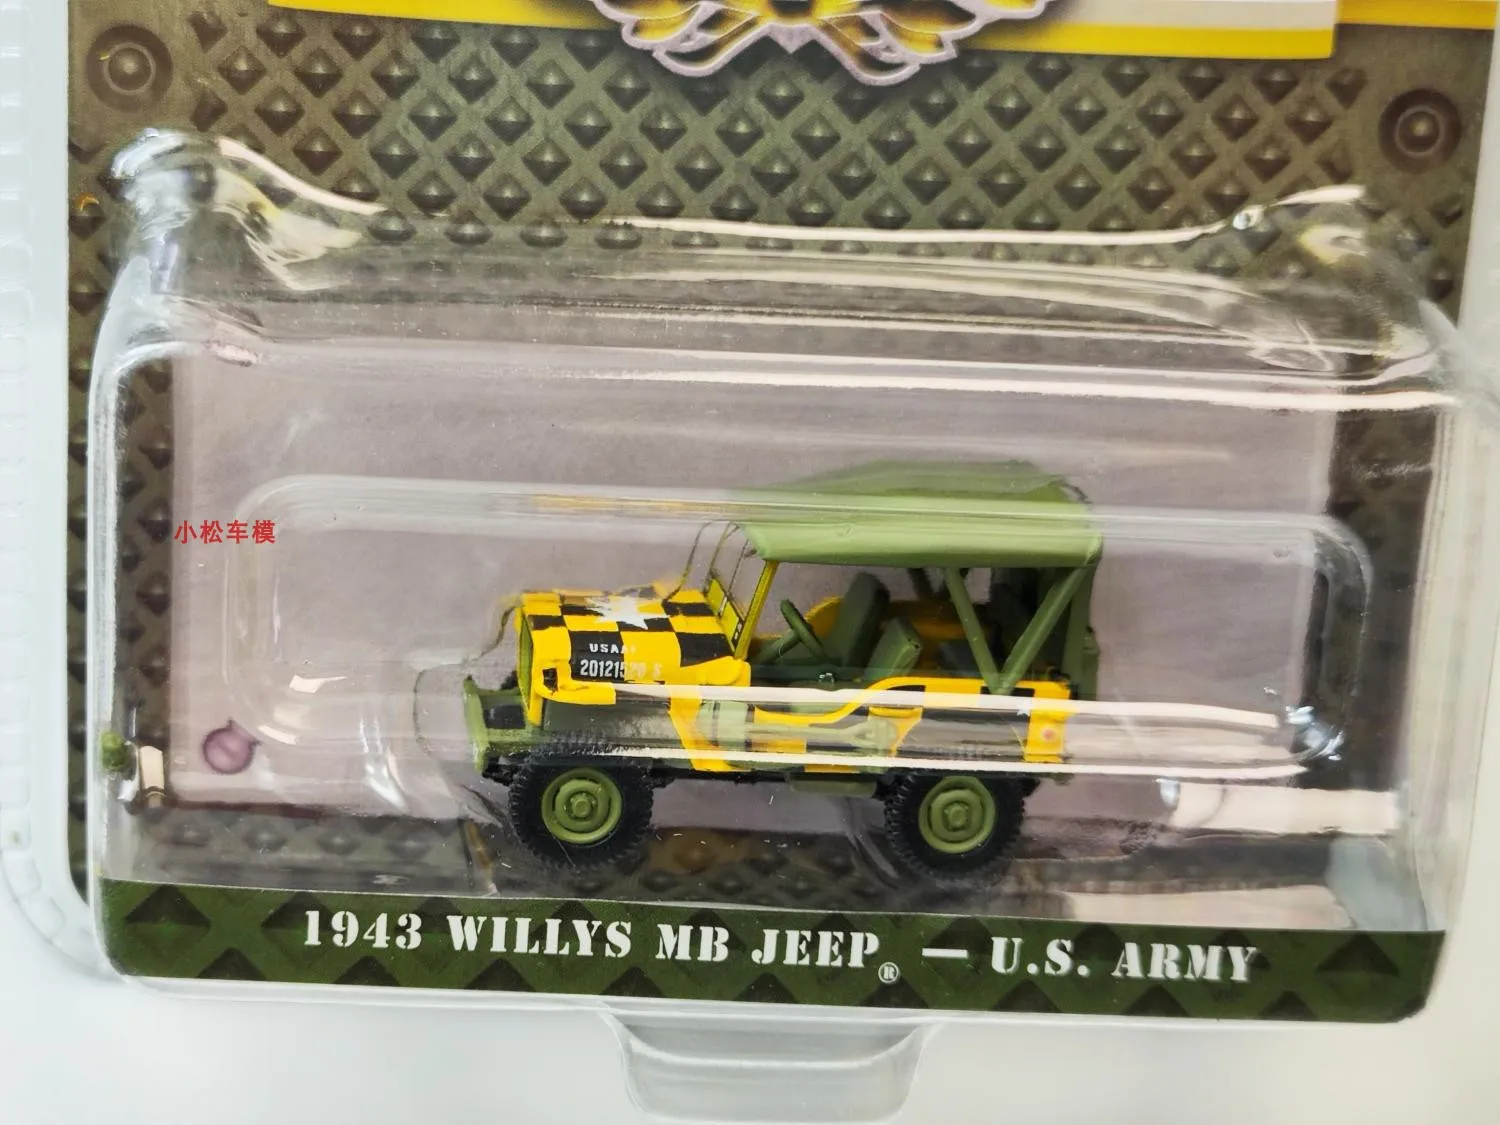 小松车模
USAAF
1943 WILLYS MB JEEP® — U.S. ARMY